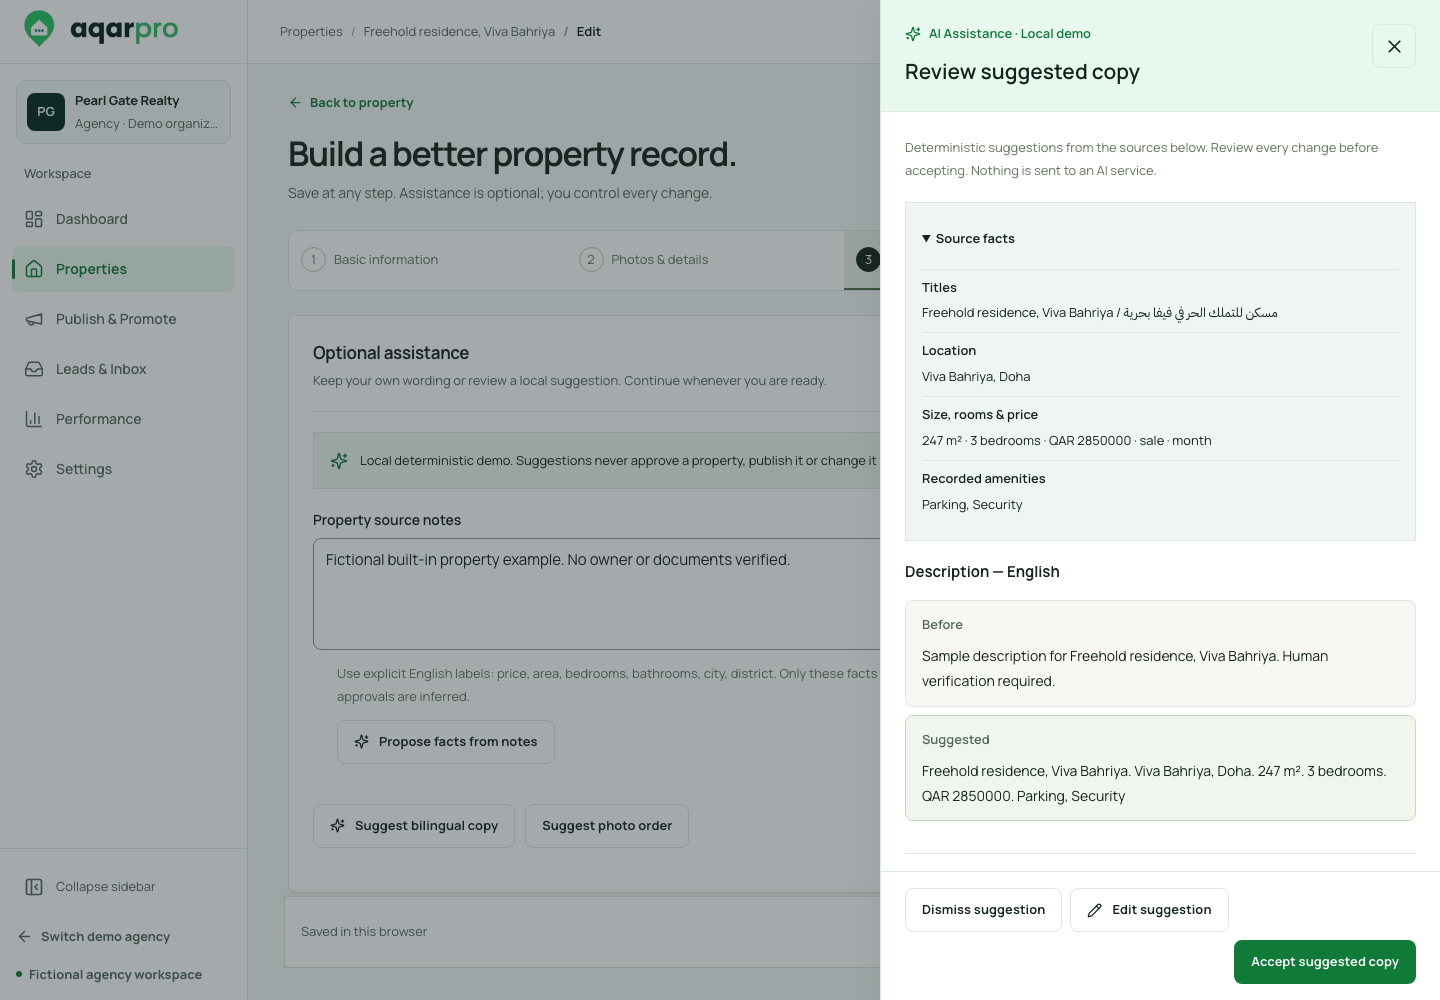 aqarpro
PG
Pearl Gate Realty
Agency · Demo organiz...
Workspace
Dashboard
Properties
Publish & Promote
Leads & Inbox
Performance
Settings
Collapse sidebar
Switch demo agency
Fictional agency workspace
Properties / Freehold residence, Viva Bahriya / Edit
Back to property
Build a better property record.
Save at any step. Assistance is optional; you control every change.
1 Basic information
2 Photos & details
3
Optional assistance
Keep your own wording or review a local suggestion. Continue whenever you are ready.
Local deterministic demo. Suggestions never approve a property, publish it or change it
Property source notes
Fictional built-in property example. No owner or documents verified.
Use explicit English labels: price, area, bedrooms, bathrooms, city, district. Only these facts
approvals are inferred.
Propose facts from notes
Suggest bilingual copy
Suggest photo order
Saved in this browser
AI Assistance · Local demo
Review suggested copy
Deterministic suggestions from the sources below. Review every change before
accepting. Nothing is sent to an AI service.
Source facts
Titles
Freehold residence, Viva Bahriya / مسكن للتملك الحر في فيفا بحرية
Location
Viva Bahriya, Doha
Size, rooms & price
247 m² · 3 bedrooms · QAR 2850000 · sale · month
Recorded amenities
Parking, Security
Description — English
Before
Sample description for Freehold residence, Viva Bahriya. Human
verification required.
Suggested
Freehold residence, Viva Bahriya. Viva Bahriya, Doha. 247 m². 3 bedrooms.
QAR 2850000. Parking, Security
Dismiss suggestion
Edit suggestion
Accept suggested copy